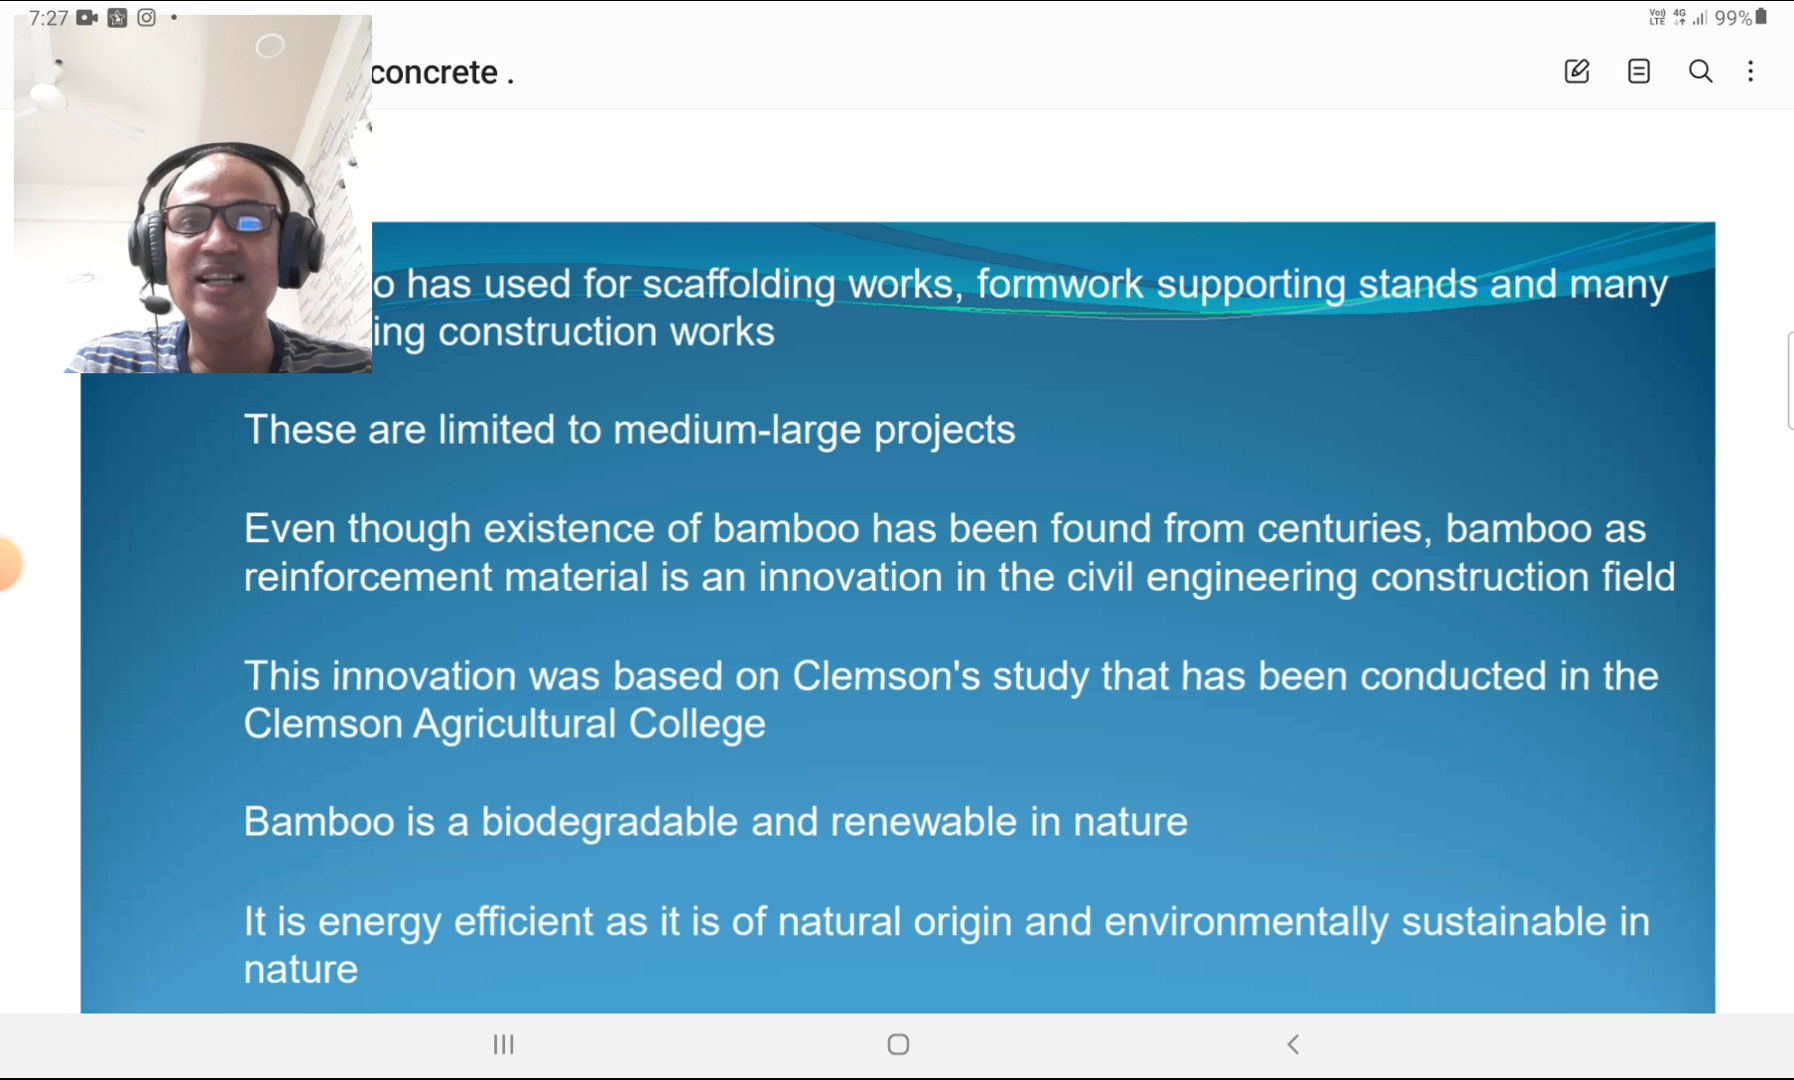 7:27
Vo)) 4G 99%
LTE
concrete .
has used for scaffolding works, formwork supporting stands and many
construction works
These are limited to medium-large projects
Even though existence of bamboo has been found from centuries, bamboo as
reinforcement material is an innovation in the civil engineering construction field
This innovation was based on Clemson's study that has been conducted in the
Clemson Agricultural College
Bamboo is a biodegradable and renewable in nature
It is energy efficient as it is of natural origin and environmentally sustainable in
nature